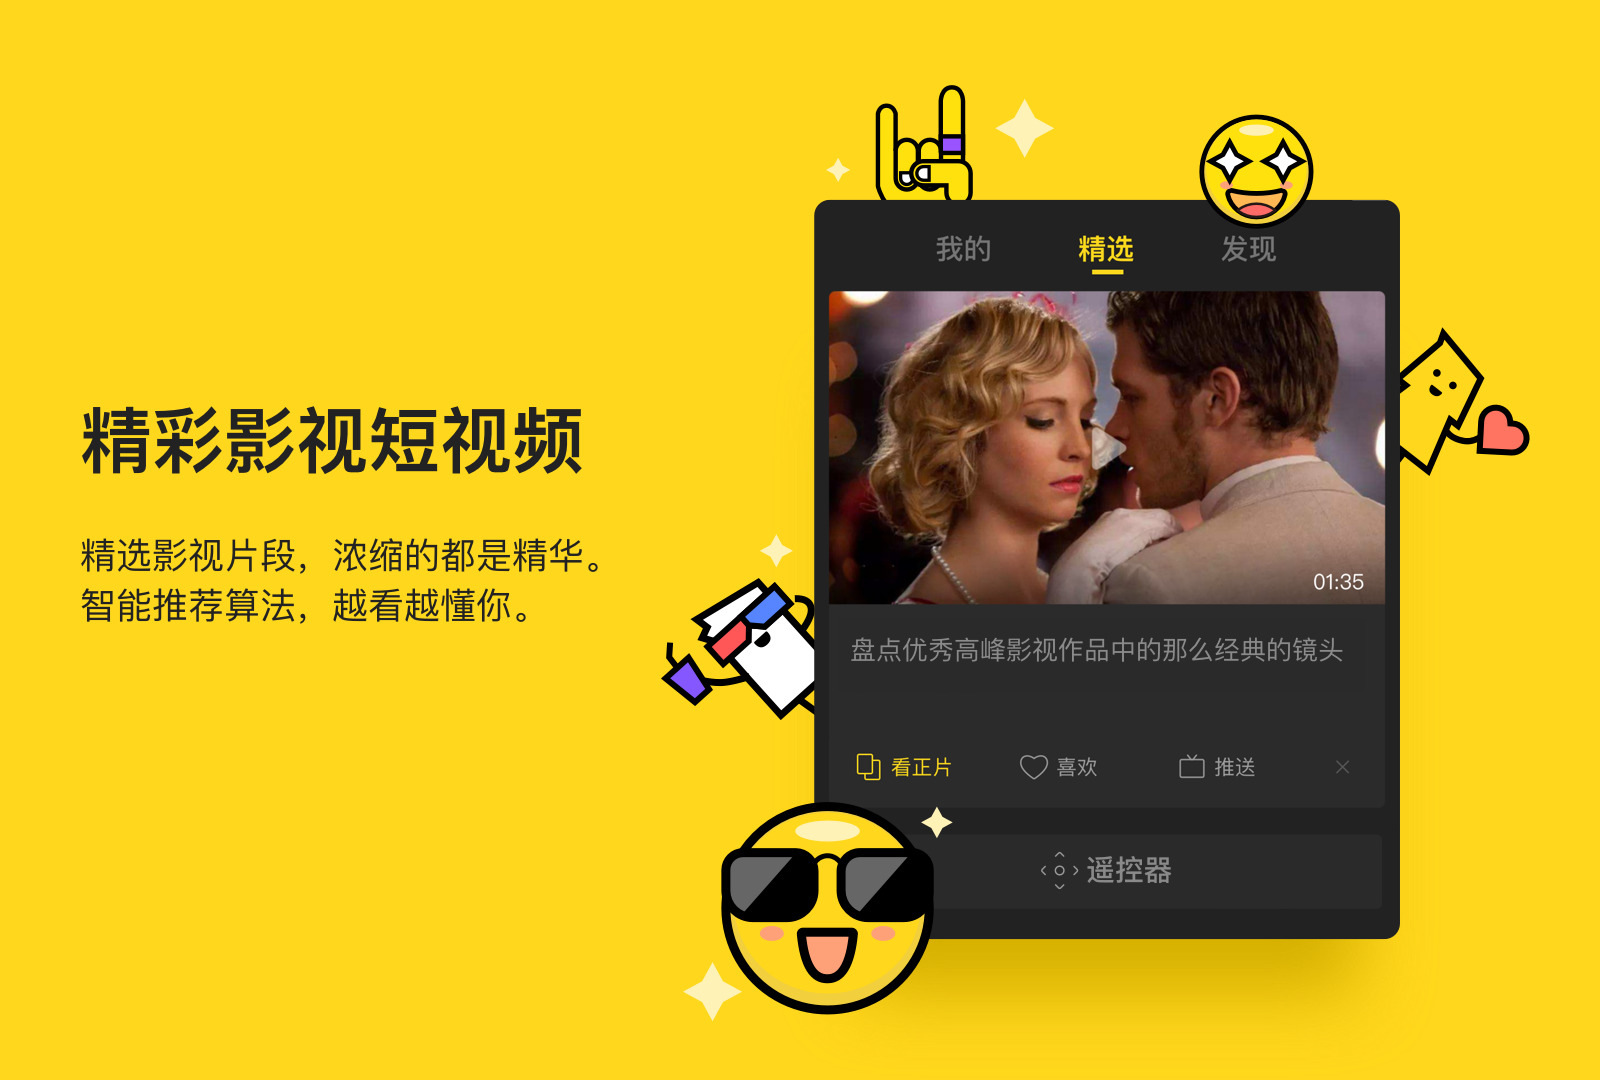 精彩影视短视频
精选影视片段，浓缩的都是精华。
智能推荐算法，越看越懂你。
我的 精选 发现
01:35
盘点优秀高峰影视作品中的那么经典的镜头
看正片 喜欢 推送
遥控器